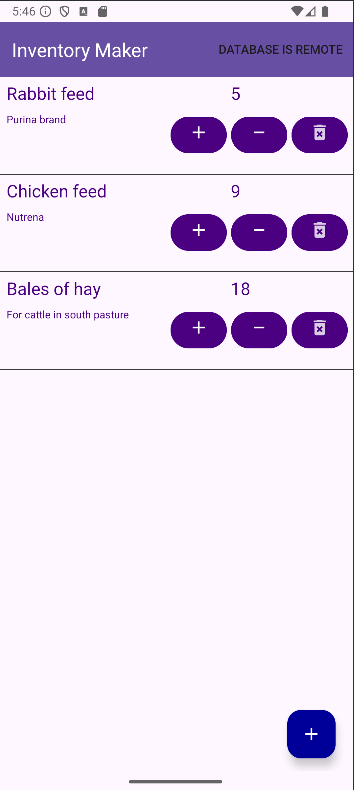 5:46
Inventory Maker DATABASE IS REMOTE
Rabbit feed 5
Purina brand
Chicken feed 9
Nutrena
Bales of hay 18
For cattle in south pasture